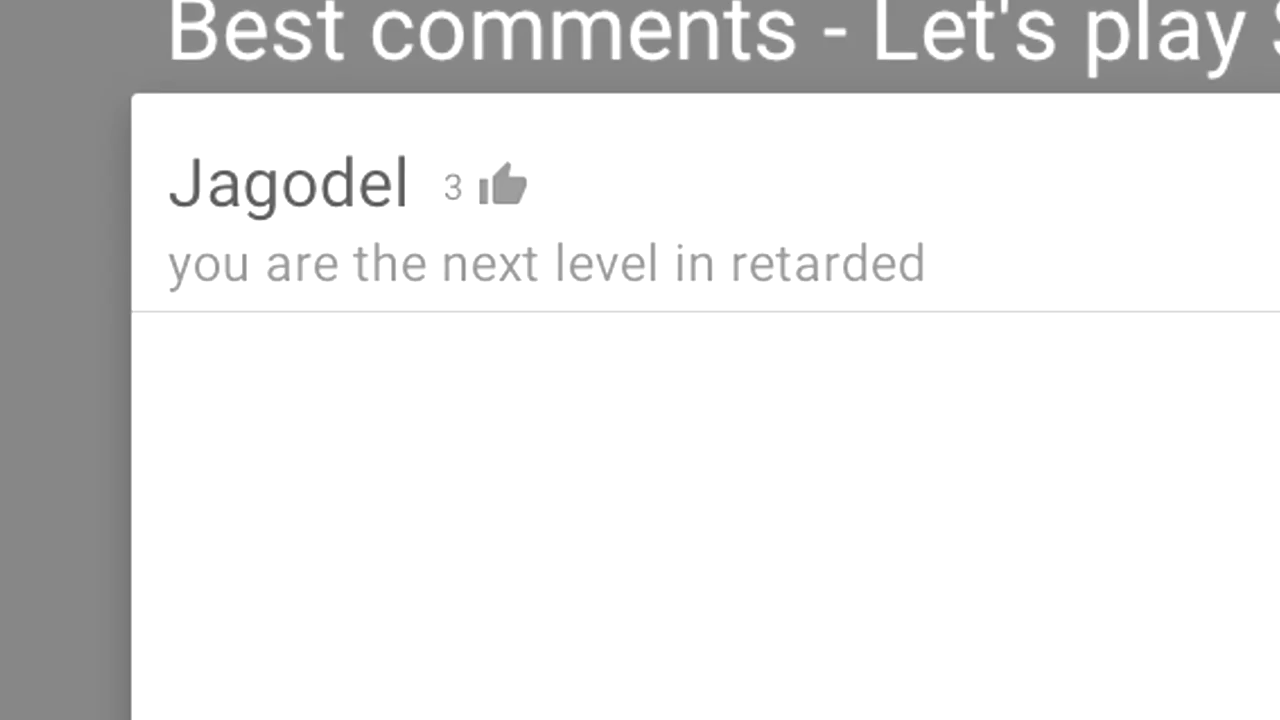 Best comments - Let's play
Jagodel 3
you are the next level in retarded